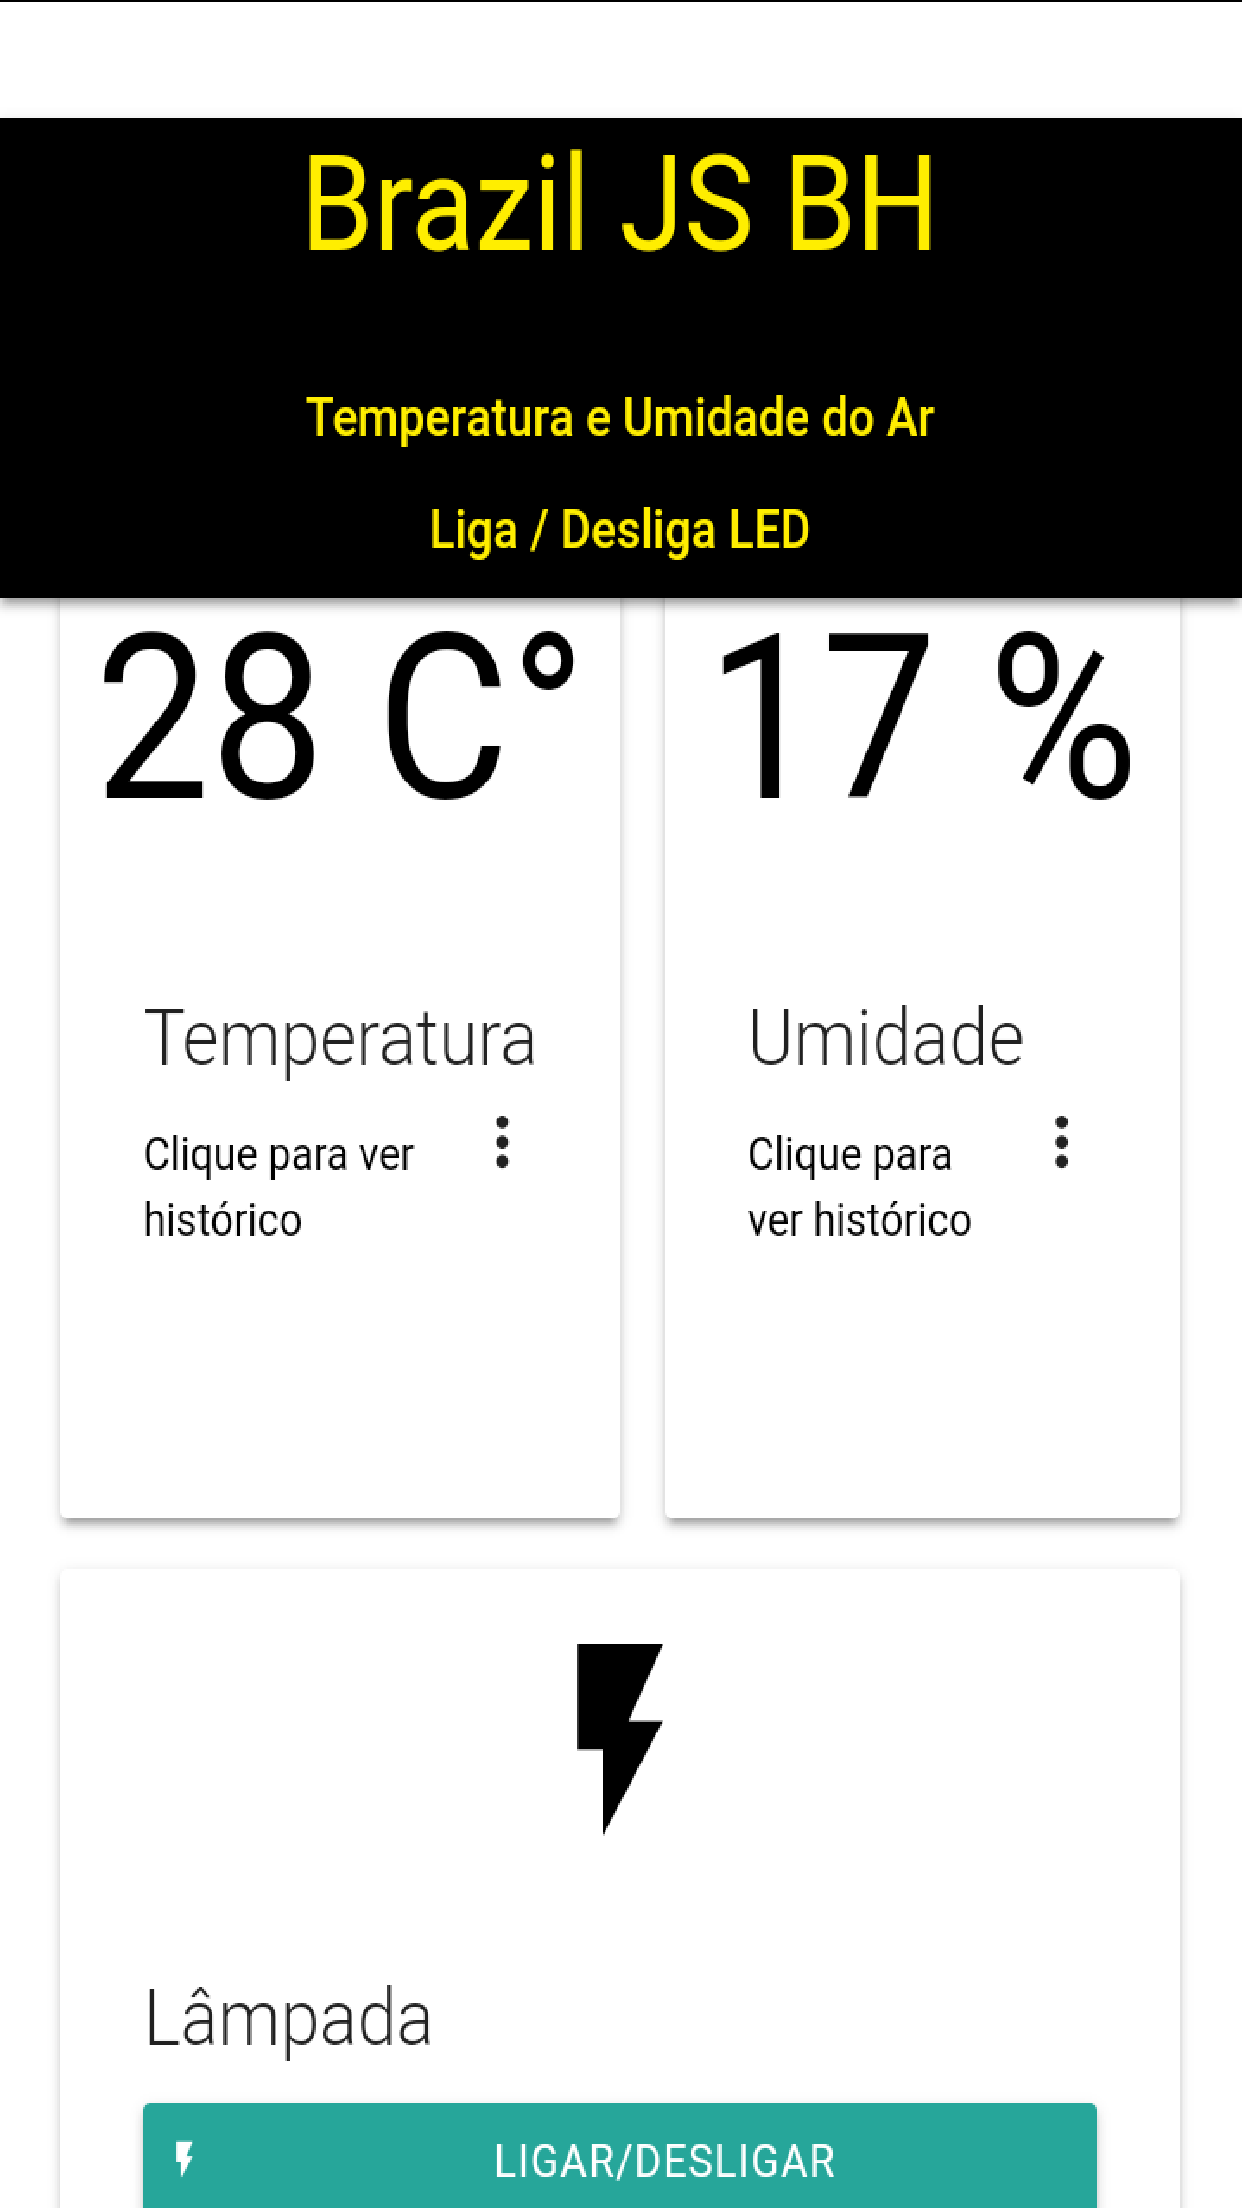 Brazil JS BH
Temperatura e Umidade do Ar
Liga / Desliga LED
28 C°
17 %
Temperatura
Clique para ver
histórico
Umidade
Clique para
ver histórico
Lâmpada
LIGAR/DESLIGAR